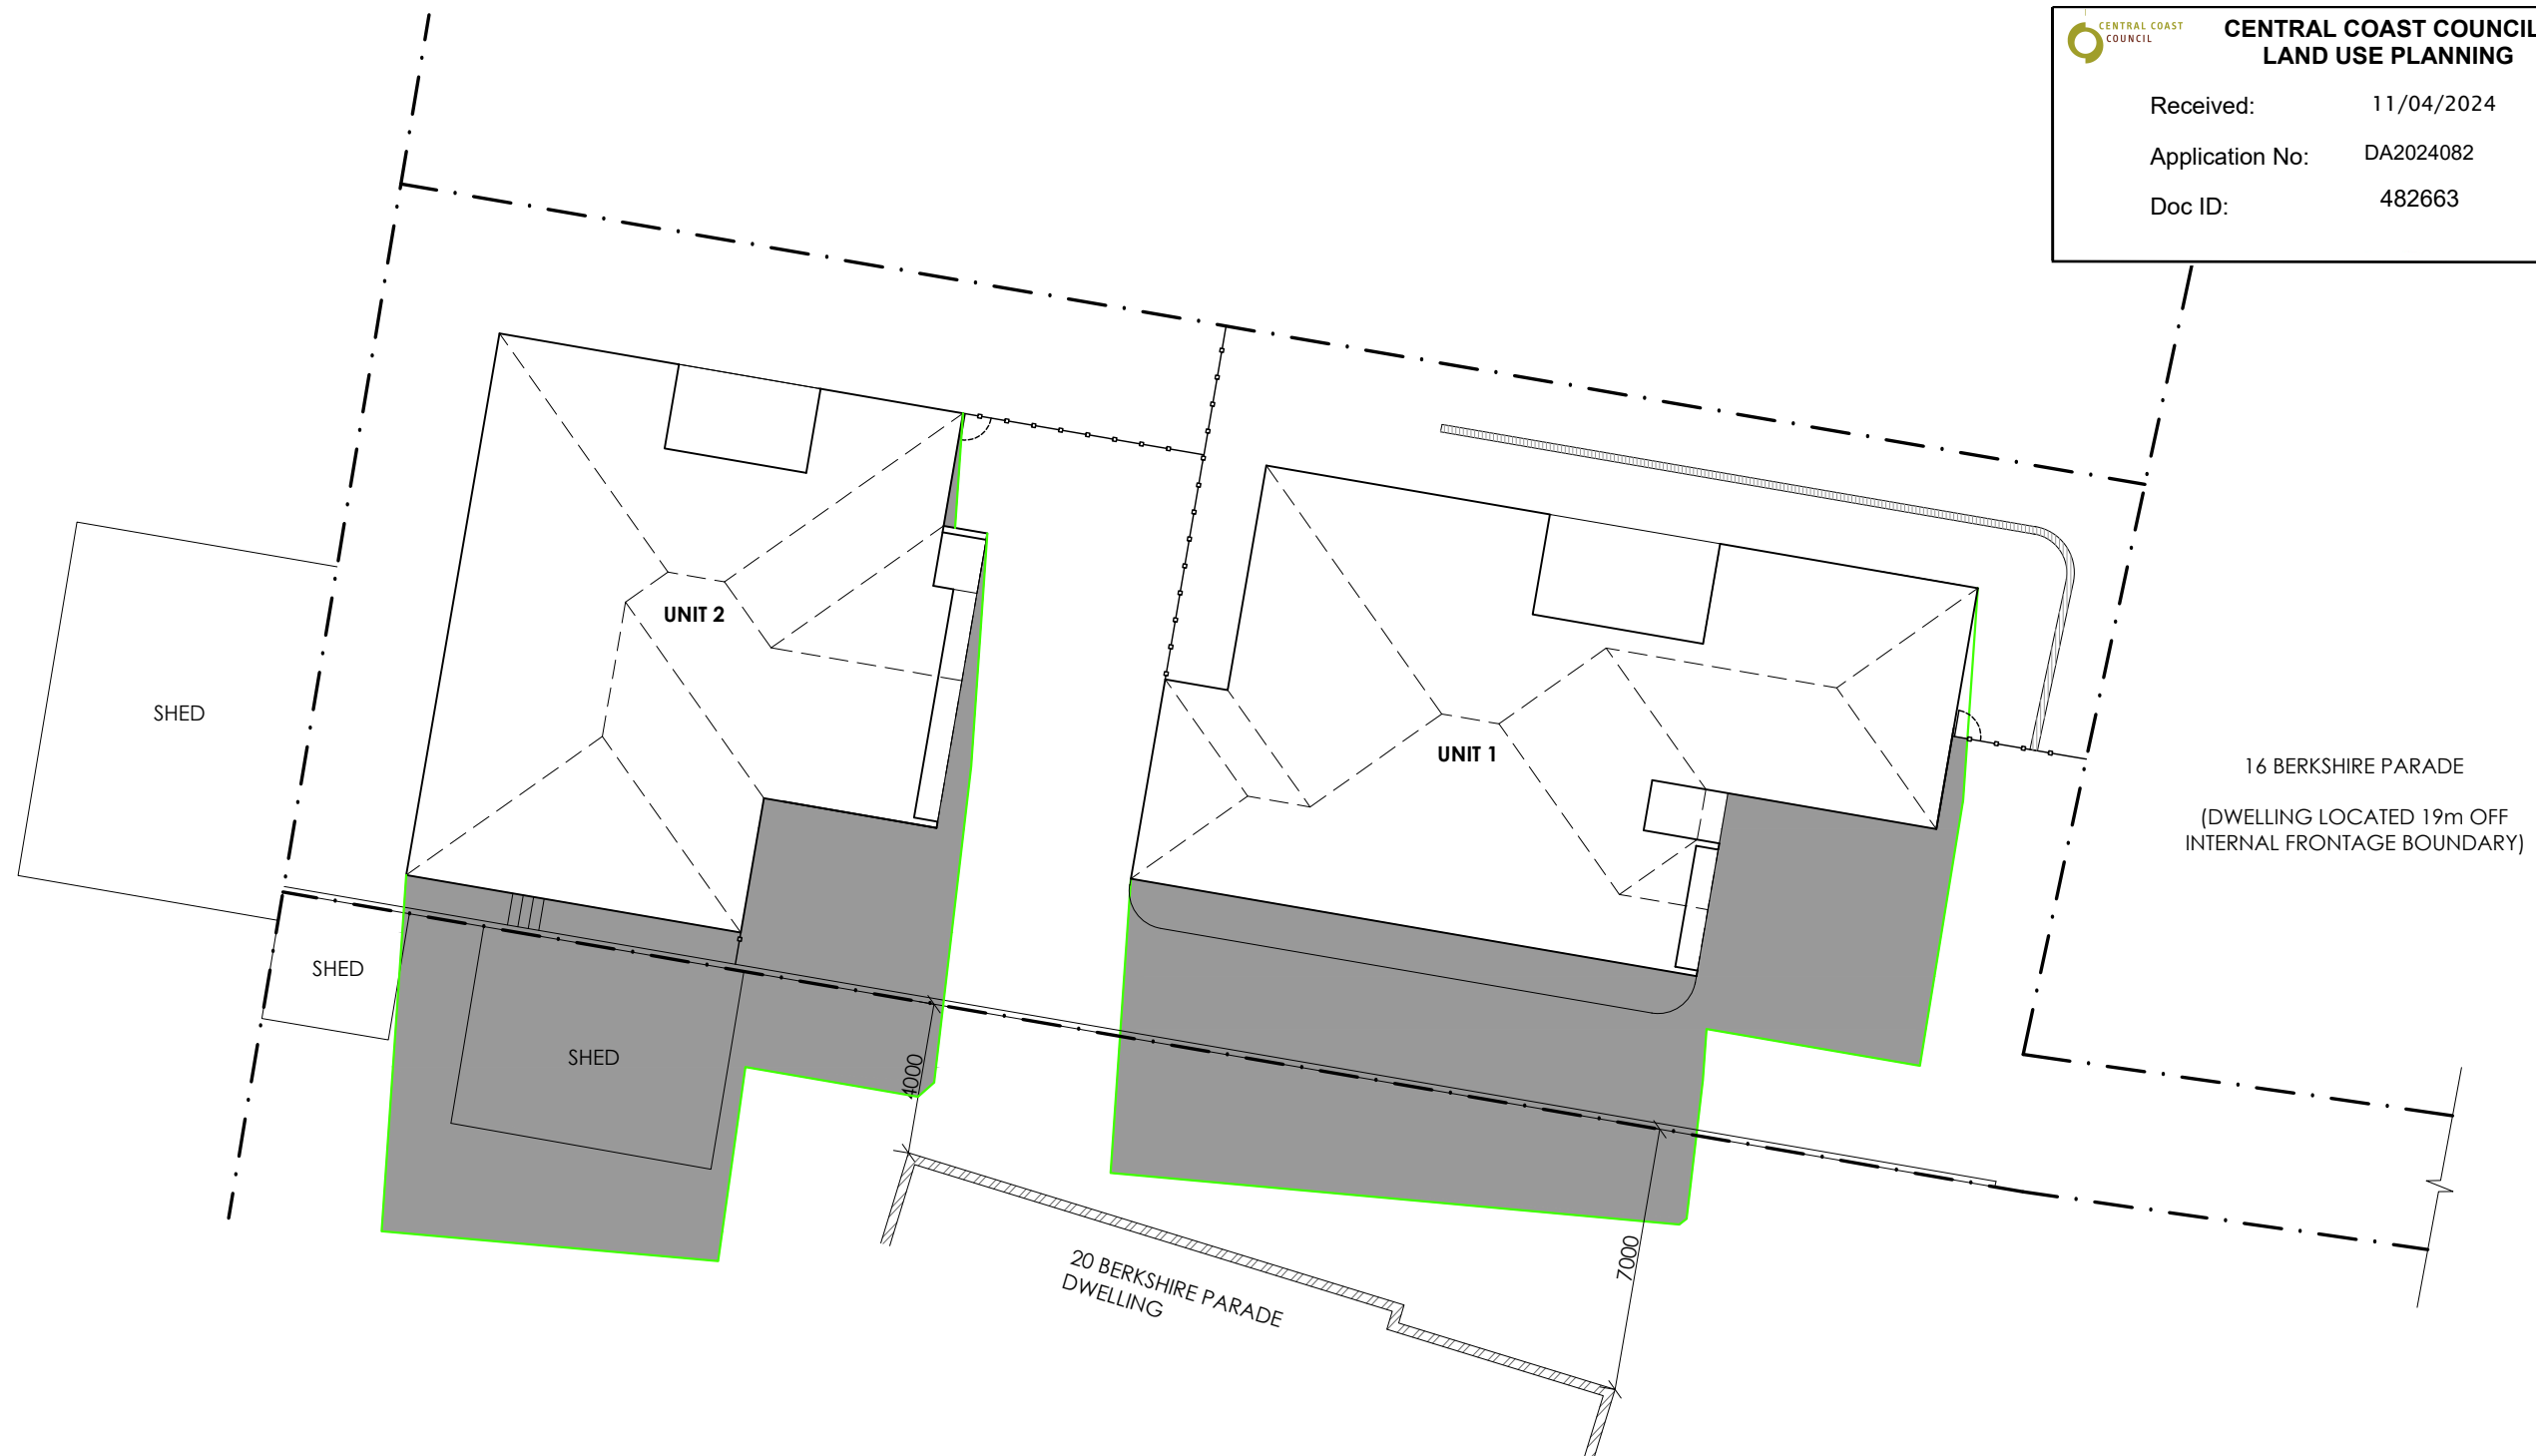 CENTRAL COAST
COUNCIL
CENTRAL COAST COUNCIL
LAND USE PLANNING
Received: 11/04/2024
Application No: DA2024082
Doc ID: 482663
UNIT 2
UNIT 1
SHED
SHED
SHED
16 BERKSHIRE PARADE
(DWELLING LOCATED 19m OFF
INTERNAL FRONTAGE BOUNDARY)
4000
7000
20 BERKSHIRE PARADE
DWELLING